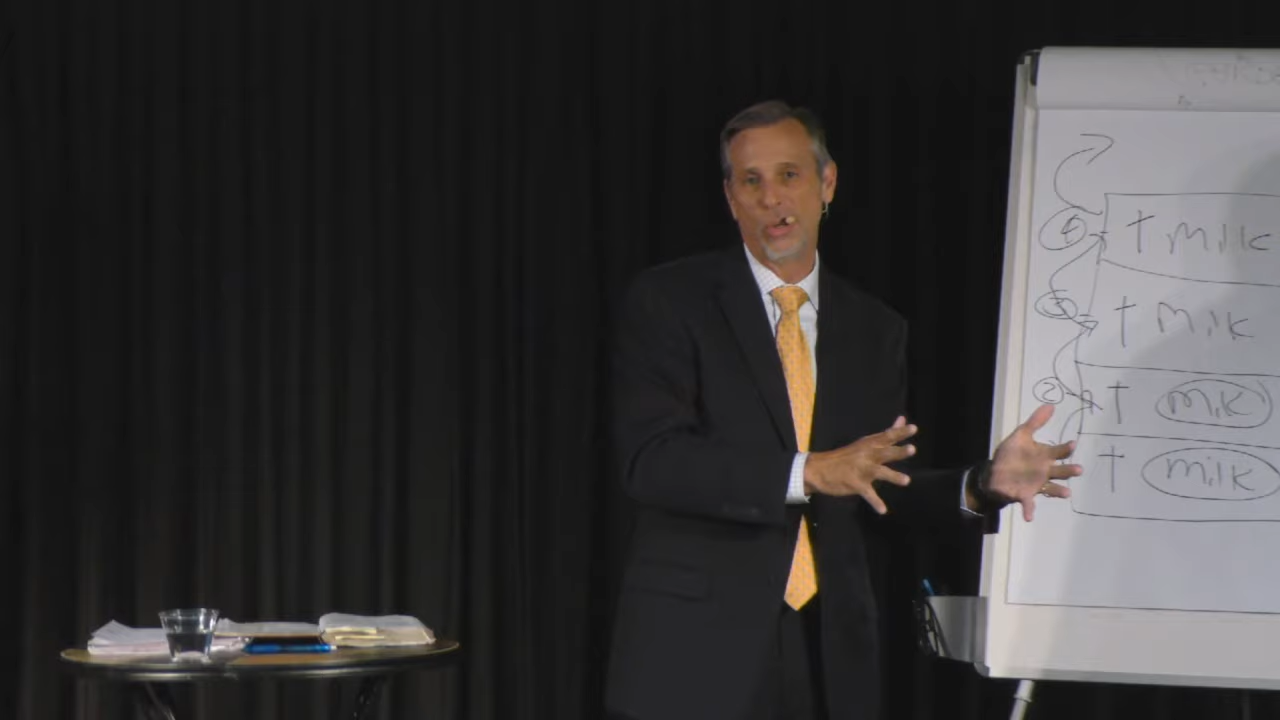 ④ † milk
③ † milk
② † milk
† milk